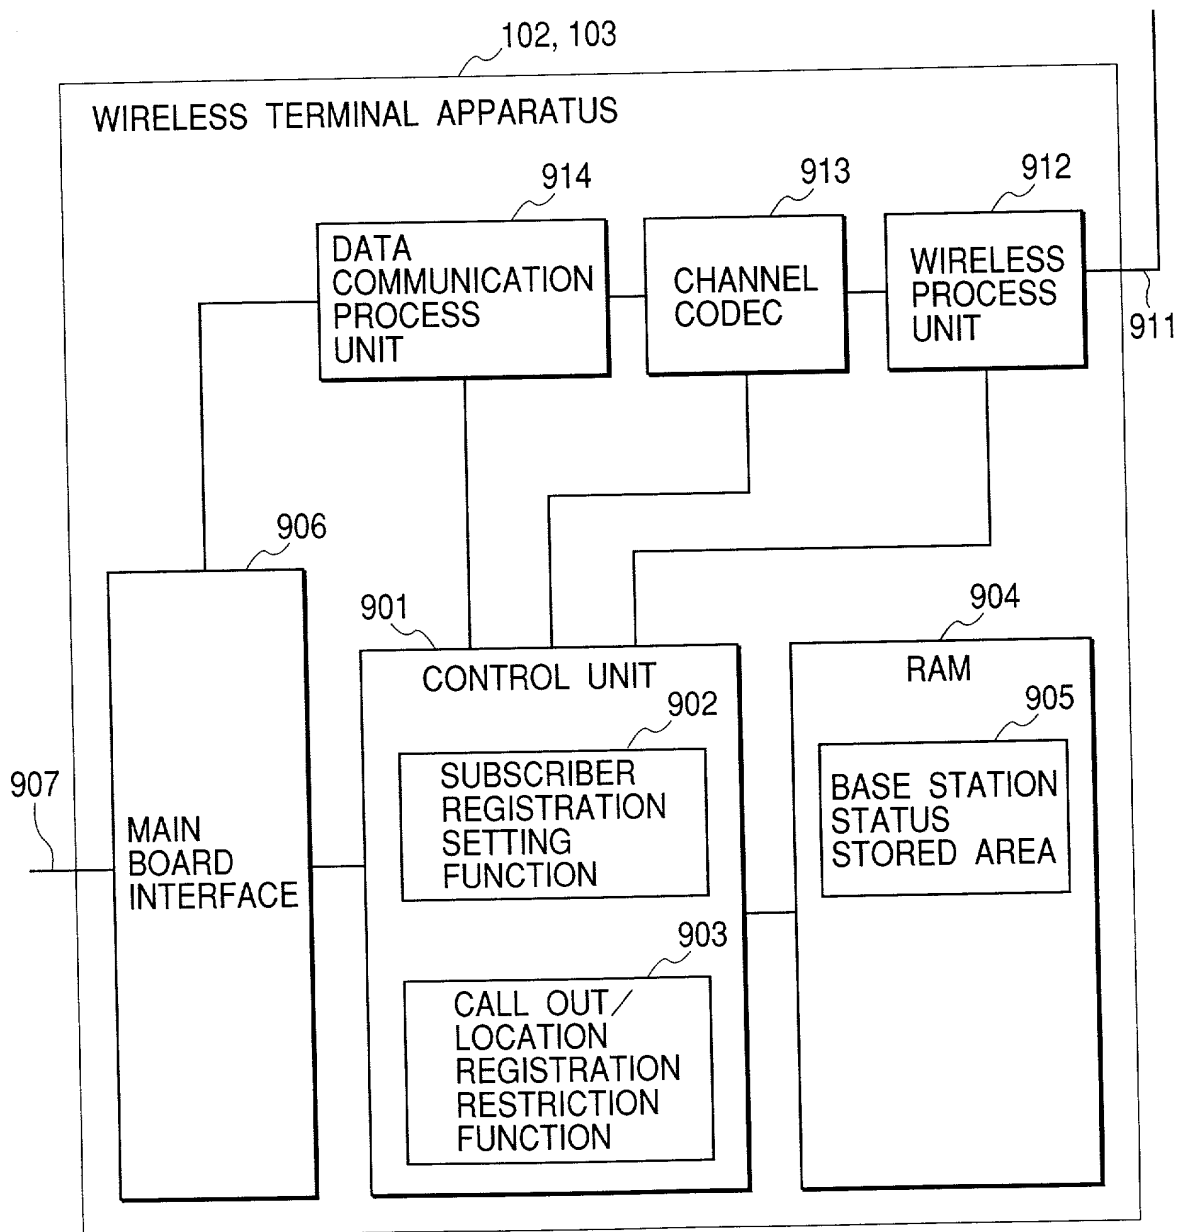 102, 103
WIRELESS TERMINAL APPARATUS
914
913
912
DATA
COMMUNICATION
PROCESS
UNIT
CHANNEL
CODEC
WIRELESS
PROCESS
UNIT
911
906
901
904
CONTROL UNIT
RAM
902
905
907
MAIN
BOARD
INTERFACE
SUBSCRIBER
REGISTRATION
SETTING
FUNCTION
BASE STATION
STATUS
STORED AREA
903
CALL OUT/
LOCATION
REGISTRATION
RESTRICTION
FUNCTION